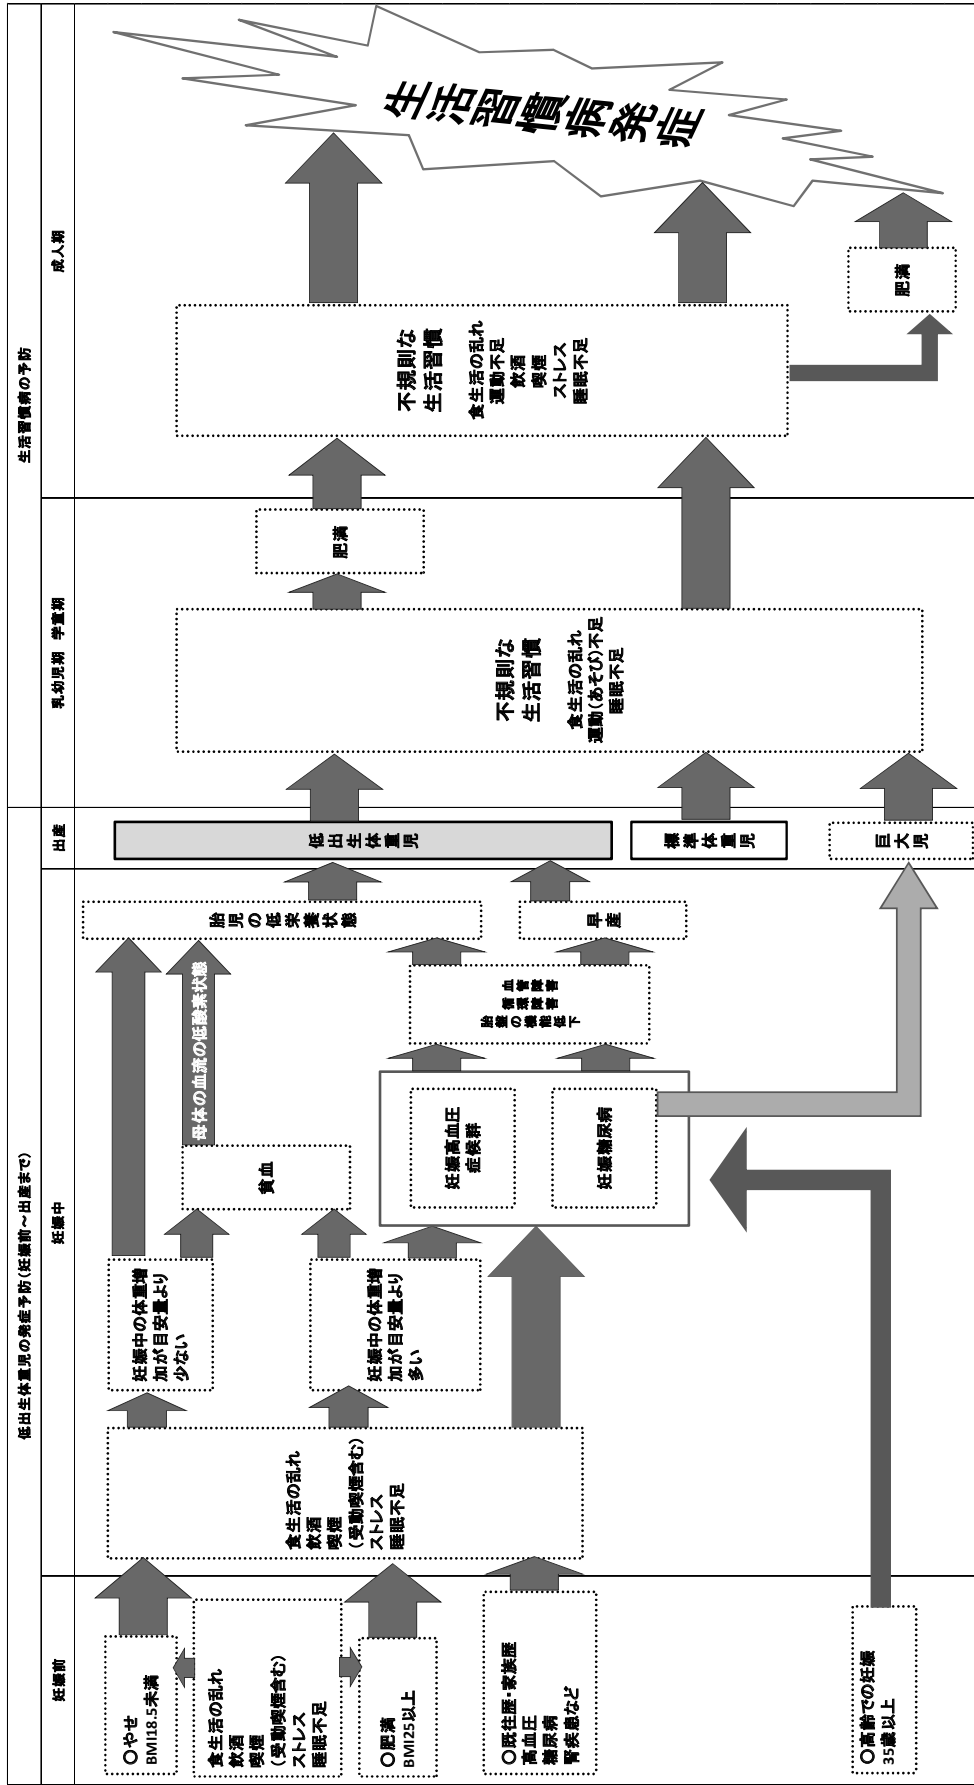 低出生体重児の発症予防(妊娠前～出産まで)
生活習慣病の予防
妊娠前
妊娠中
出産
乳幼児期 学童期
成人期
〇やせ
BMI18.5未満
食生活の乱れ
飲酒
喫煙
(受動喫煙含む)
ストレス
睡眠不足
〇肥満
BMI25以上
〇既往歴・家族歴
高血圧
糖尿病
腎疾患など
〇高齢での妊娠
35歳以上
食生活の乱れ
飲酒
喫煙
(受動喫煙含む)
ストレス
睡眠不足
妊娠中の体重増
加が目安量より
少ない
妊娠中の体重増
加が目安量より
多い
貧血
母体の血流の低酸素状態
妊娠高血圧
症候群
妊娠糖尿病
血管障害
循環障害
胎盤の機能低下
胎児の低栄養状態
早産
低出生体重児
標準体重児
巨大児
不規則な
生活習慣
食生活の乱れ
運動(あそび)不足
睡眠不足
肥満
不規則な
生活習慣
食生活の乱れ
運動不足
飲酒
喫煙
ストレス
睡眠不足
肥満
生活習慣病発症